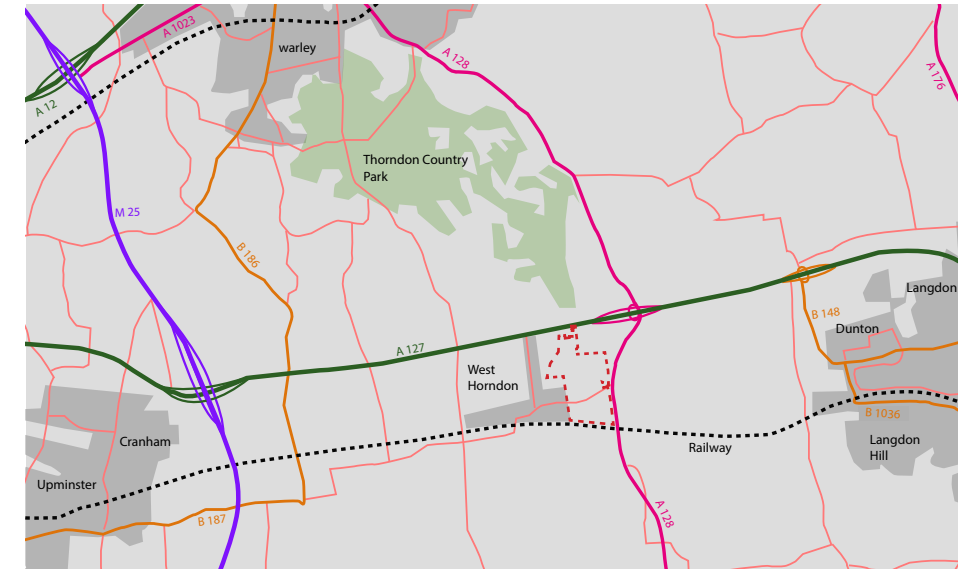 A 1023
warley
A 128
A 176
A 12
Thorndon Country
Park
M 25
B 186
Langdon
B 148
Dunton
A 127
West
Horndon
B 1036
Cranham
Railway
Langdon
Hill
Upminster
B 187
A 128